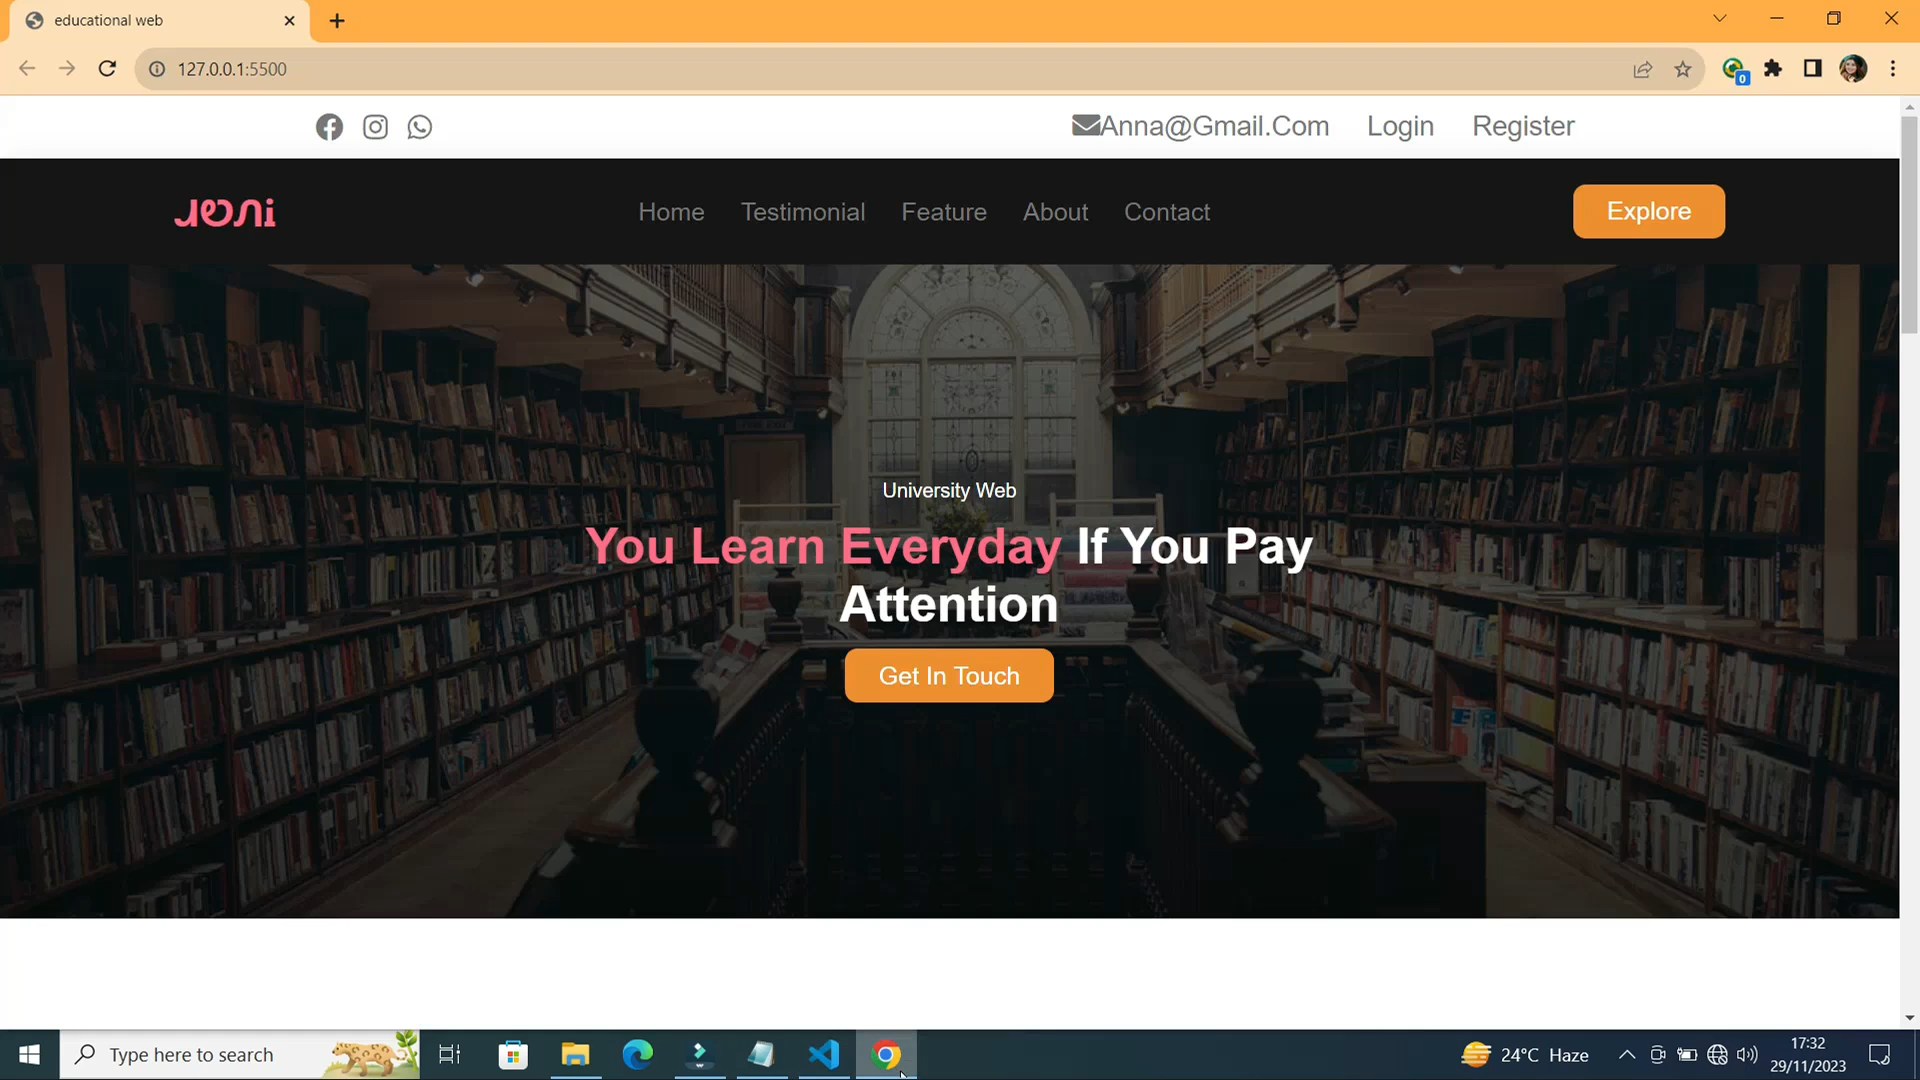 educational web
127.0.0.1:5500
0
Anna@Gmail.Com Login Register
Joni
Home Testimonial Feature About Contact
Explore
University Web
You Learn Everyday If You Pay
Attention
Get In Touch
Type here to search
24°C Haze
17:32
29/11/2023